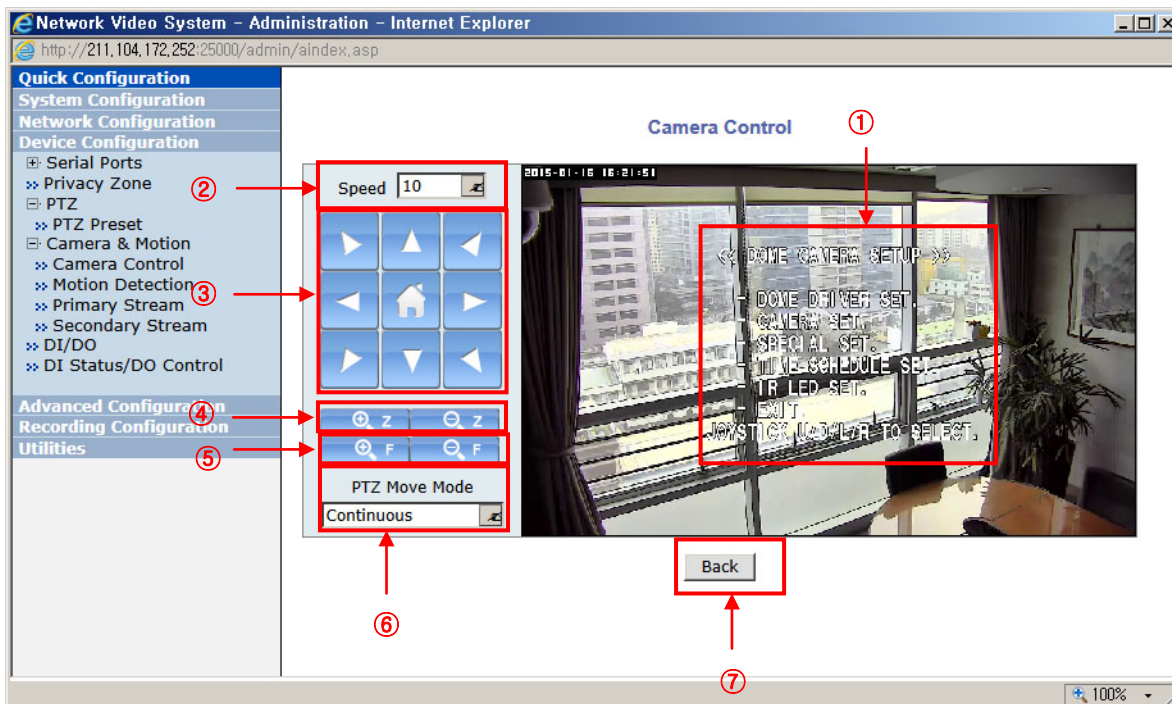 Network Video System - Administration - Internet Explorer
http://211,104,172,252:25000/admin/aindex,asp
Quick Configuration
System Configuration
Network Configuration
Device Configuration
Serial Ports
Privacy Zone
PTZ
PTZ Preset
Camera & Motion
Camera Control
Motion Detection
Primary Stream
Secondary Stream
DI/DO
DI Status/DO Control
Advanced Configuration
Recording Configuration
Utilities
Camera Control
①
②
Speed 10
③
④
Z Z
⑤
F F
PTZ Move Mode
Continuous
⑥
2015-01-16 16:21:51
<< DOME CAMERA SETUP >>
- DOME DRIVER SET.
- CAMERA SET.
- SPECIAL SET.
- TIME SCHEDULE SET.
- IR LED SET.
- EXIT.
JOYSTICK U/D/L/R TO SELECT.
Back
⑦
100%